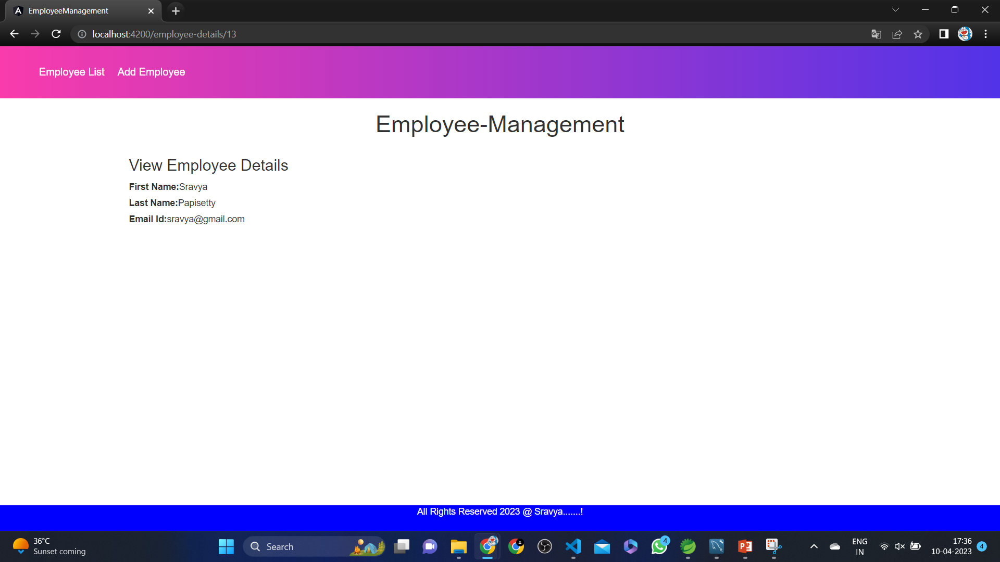 EmployeeManagement
localhost:4200/employee-details/13
Employee List Add Employee
Employee-Management
View Employee Details
First Name:Sravya
Last Name:Papisetty
Email Id:sravya@gmail.com
All Rights Reserved 2023 @ Sravya.......!
36°C
Sunset coming
Search
4
ENG
IN
17:36
10-04-2023
4